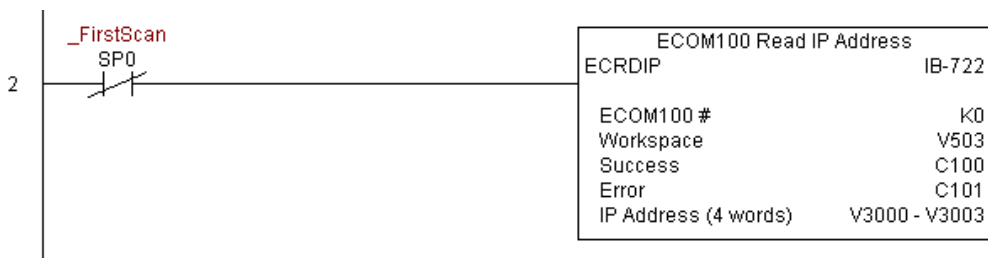 _FirstScan
SP0
2
ECOM100 Read IP Address
ECRDIP IB-722
ECOM100 # K0
Workspace V503
Success C100
Error C101
IP Address (4 words) V3000 - V3003